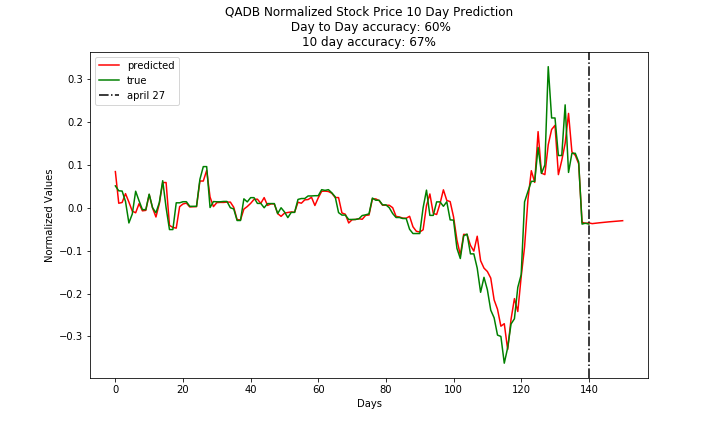 QADB Normalized Stock Price 10 Day Prediction
Day to Day accuracy: 60%
10 day accuracy: 67%
predicted
true
april 27
Normalized Values
0.3
0.2
0.1
0.0
−0.1
−0.2
−0.3
0 20 40 60 80 100 120 140
Days